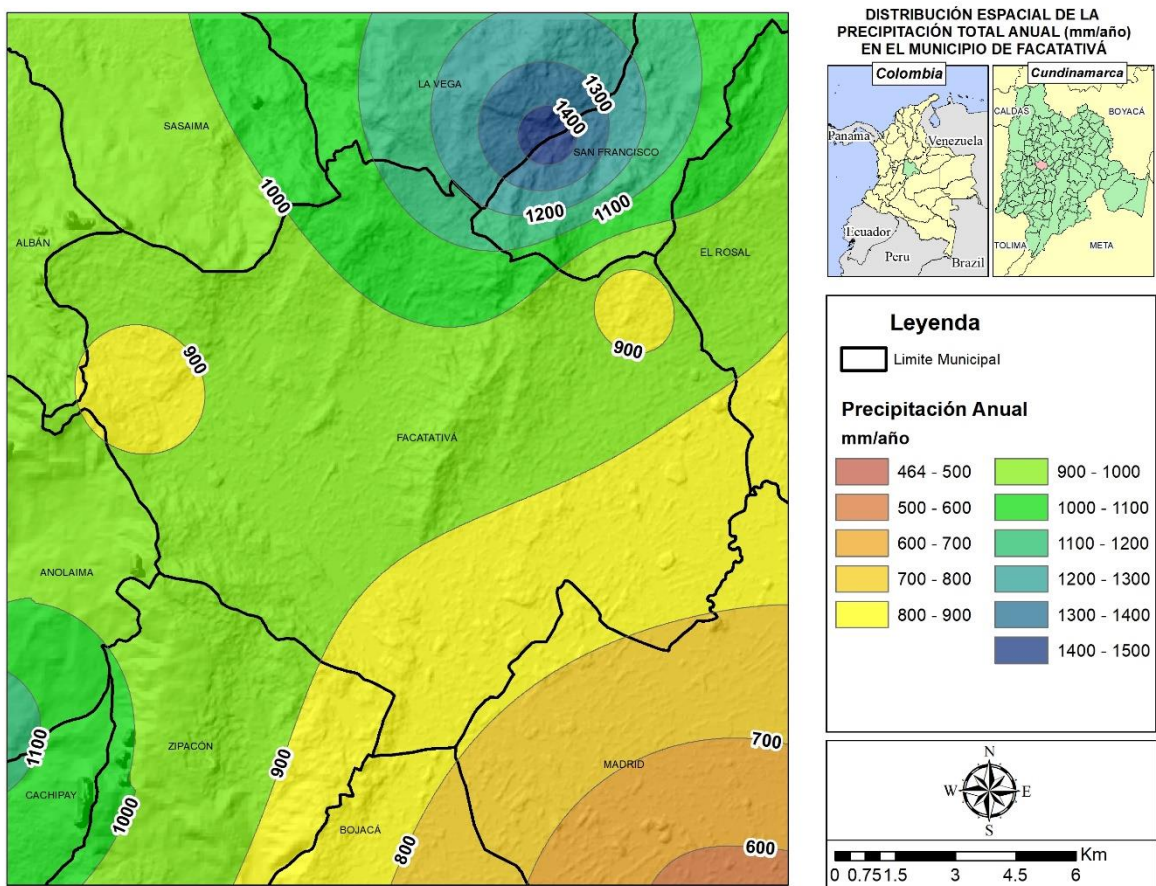 DISTRIBUCIÓN ESPACIAL DE LA
PRECIPITACIÓN TOTAL ANUAL (mm/año)
EN EL MUNICIPIO DE FACATATIVÁ
Colombia
Panama
Venezuela
Ecuador
Peru
Brazil
Cundinamarca
CALDAS
BOYACÁ
TOLIMA
META
LA VEGA
1300
1400
SASAIMA
SAN FRANCISCO
1000
1200
1100
ALBÁN
EL ROSAL
900
900
FACATATIVÁ
ANOLAIMA
1100
ZIPACÓN
900
700
MADRID
CACHIPAY
1000
BOJACÁ
800
600
Leyenda
Limite Municipal
Precipitación Anual
mm/año
464 - 500
500 - 600
600 - 700
700 - 800
800 - 900
900 - 1000
1000 - 1100
1100 - 1200
1200 - 1300
1300 - 1400
1400 - 1500
N
W E
S
Km
0 0.75 1.5 3 4.5 6